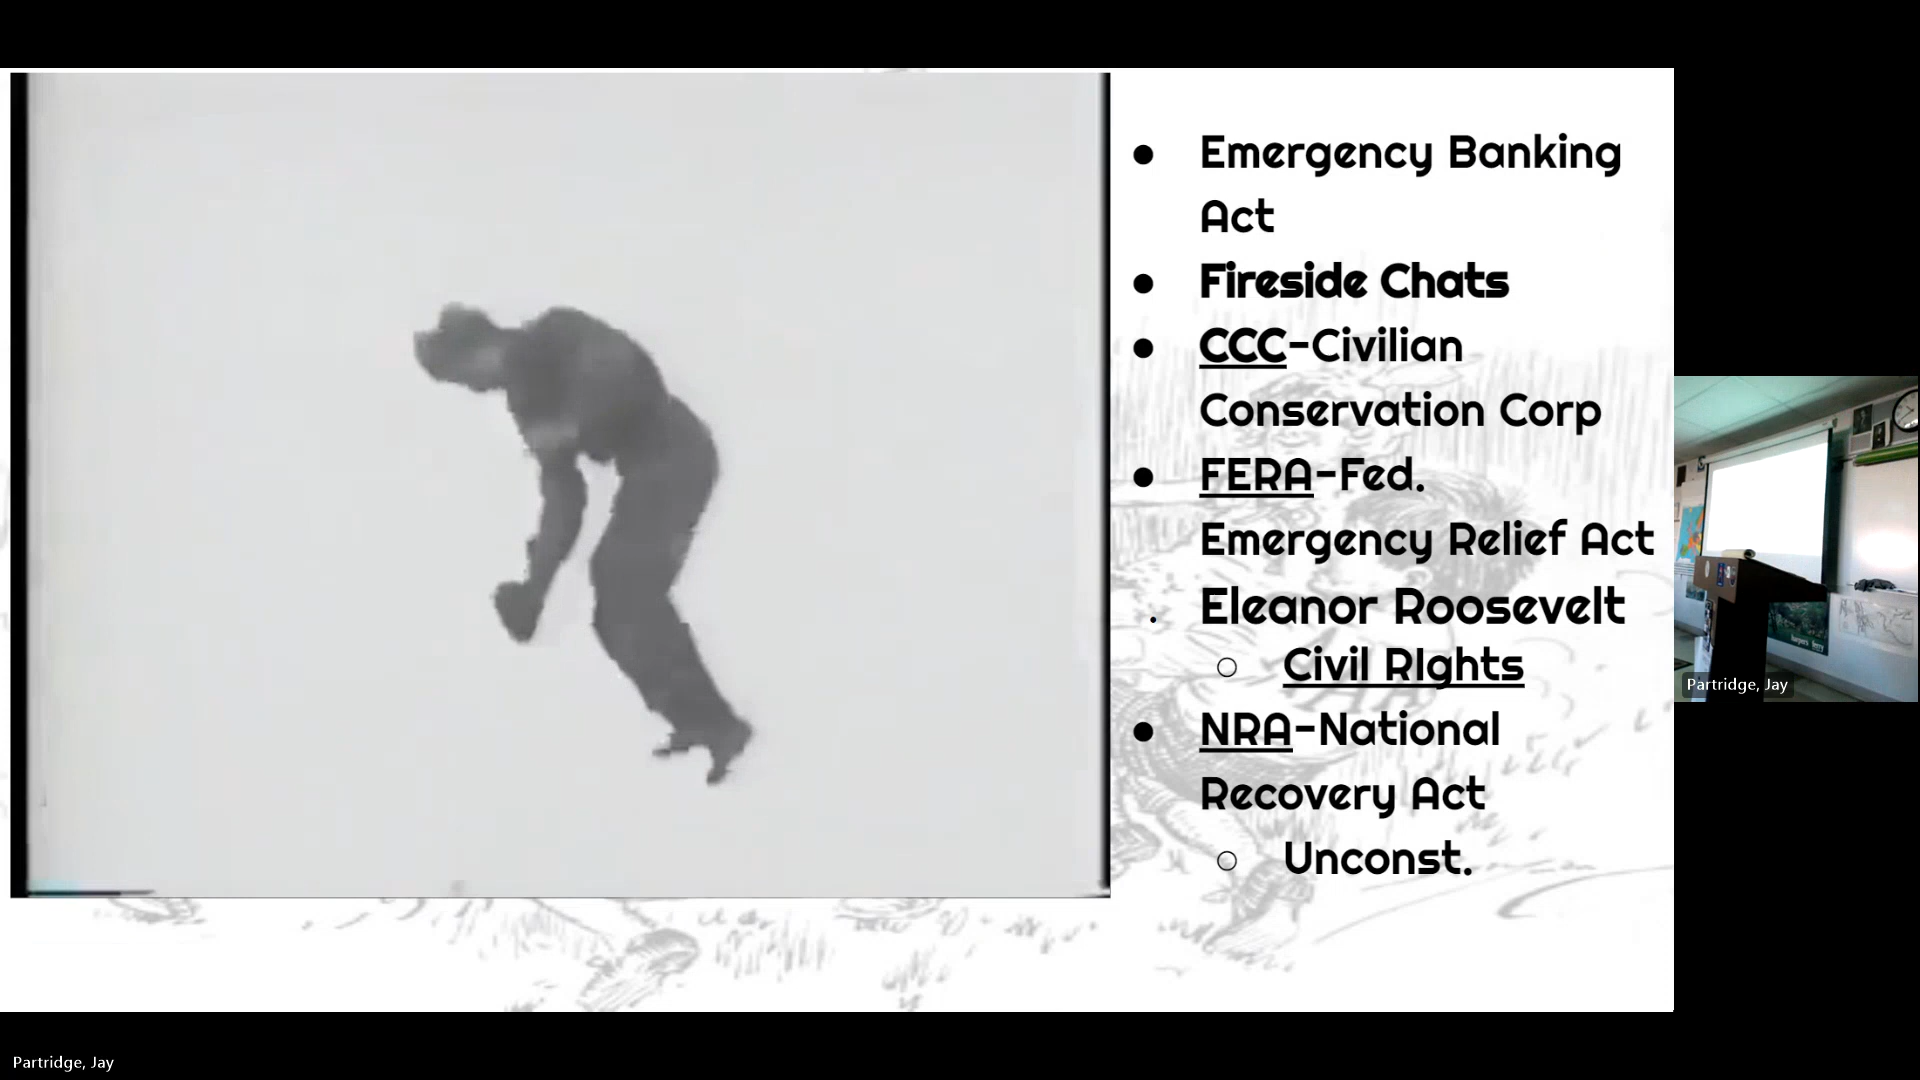 ● Emergency Banking
Act
● Fireside Chats
● CCC-Civilian
Conservation Corp
● FERA-Fed.
Emergency Relief Act
. Eleanor Roosevelt
○ Civil RIghts
● NRA-National
Recovery Act
○ Unconst.
Partridge, Jay
Partridge, Jay